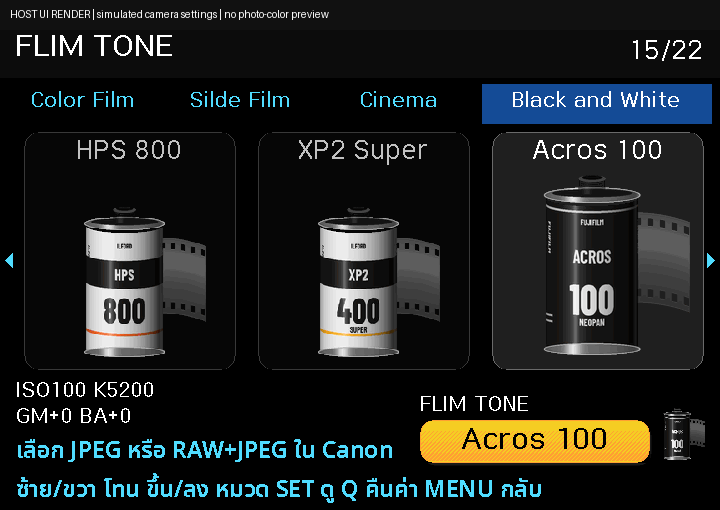 HOST UI RENDER | simulated camera settings | no photo-color preview
FLIM TONE
15/22
Color Film
Silde Film
Cinema
Black and White
HPS 800
XP2 Super
Acros 100
ILFORD
HPS
800
ILFORD
XP2
400
SUPER
FUJIFILM
FUJIFILM
ACROS
100
NEOPAN
ISO100 K5200
GM+0 BA+0
FLIM TONE
Acros 100
ACROS
100
เลือก JPEG หรือ RAW+JPEG ใน Canon
ซ้าย/ขวา โทน ขึ้น/ลง หมวด SET ดู Q คืนค่า MENU กลับ